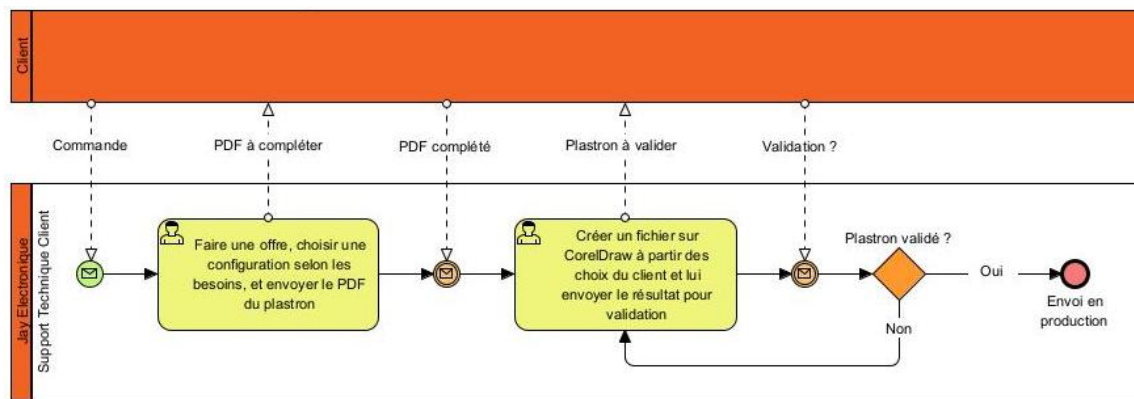 Client
Commande
PDF à compléter
PDF complété
Plastron à valider
Validation ?
Jay Electronique
Support Technique Client
Faire une offre, choisir une
configuration selon les
besoins, et envoyer le PDF
du plastron
Créer un fichier sur
CorelDraw à partir des
choix du client et lui
envoyer le résultat pour
validation
Plastron validé ?
Oui
Non
Envoi en
production